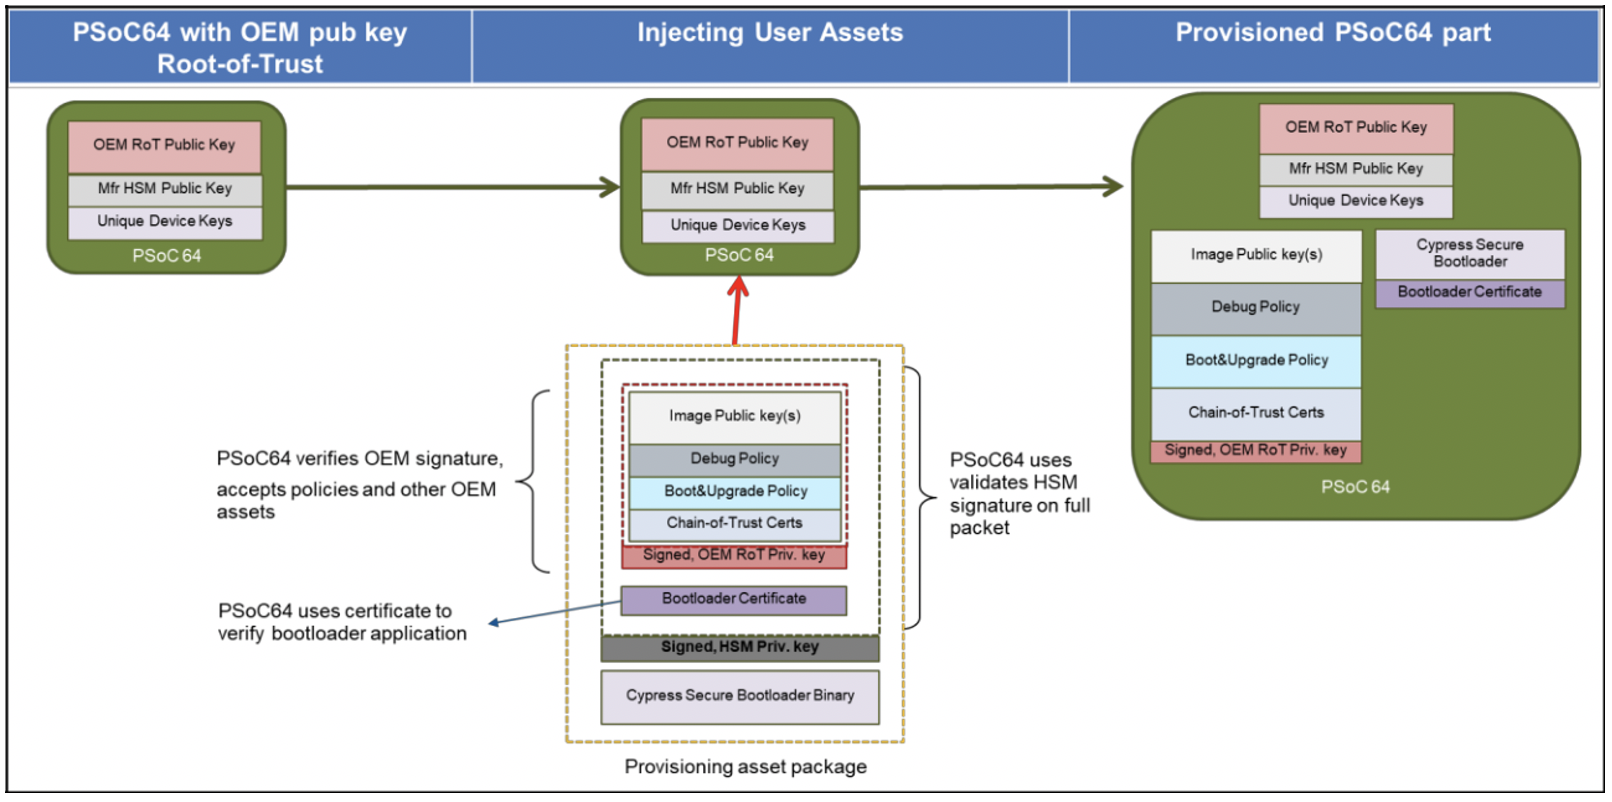 PSoC64 with OEM pub key
Root-of-Trust
Injecting User Assets
Provisioned PSoC64 part
OEM RoT Public Key
Mfr HSM Public Key
Unique Device Keys
PSoC 64
OEM RoT Public Key
Mfr HSM Public Key
Unique Device Keys
PSoC 64
OEM RoT Public Key
Mfr HSM Public Key
Unique Device Keys
Image Public key(s)
Debug Policy
Boot&Upgrade Policy
Chain-of-Trust Certs
Signed, OEM RoT Priv. key
Cypress Secure
Bootloader
Bootloader Certificate
PSoC 64
PSoC64 verifies OEM signature,
accepts policies and other OEM
assets
PSoC64 uses certificate to
verify bootloader application
Image Public key(s)
Debug Policy
Boot&Upgrade Policy
Chain-of-Trust Certs
Signed, OEM RoT Priv. key
Bootloader Certificate
Signed, HSM Priv. key
Cypress Secure Bootloader Binary
PSoC64 uses
validates HSM
signature on full
packet
Provisioning asset package